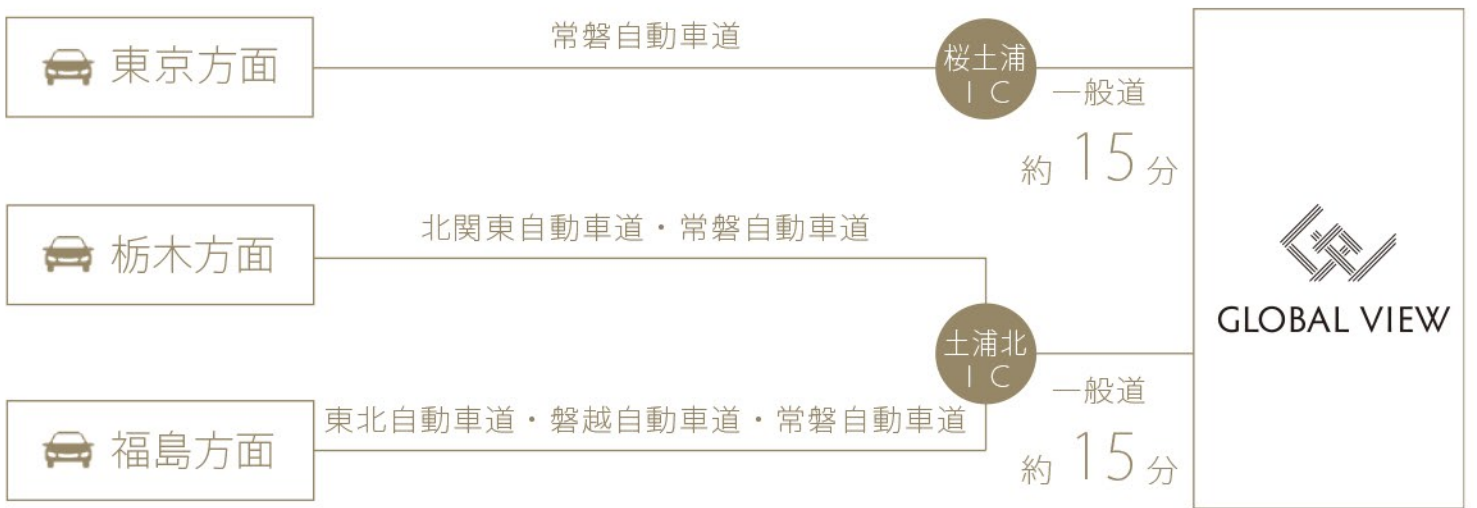 東京方面
常磐自動車道
桜土浦
IC
一般道
約 15 分
栃木方面
北関東自動車道・常磐自動車道
福島方面
東北自動車道・磐越自動車道・常磐自動車道
土浦北
IC
一般道
約 15 分
GLOBAL VIEW